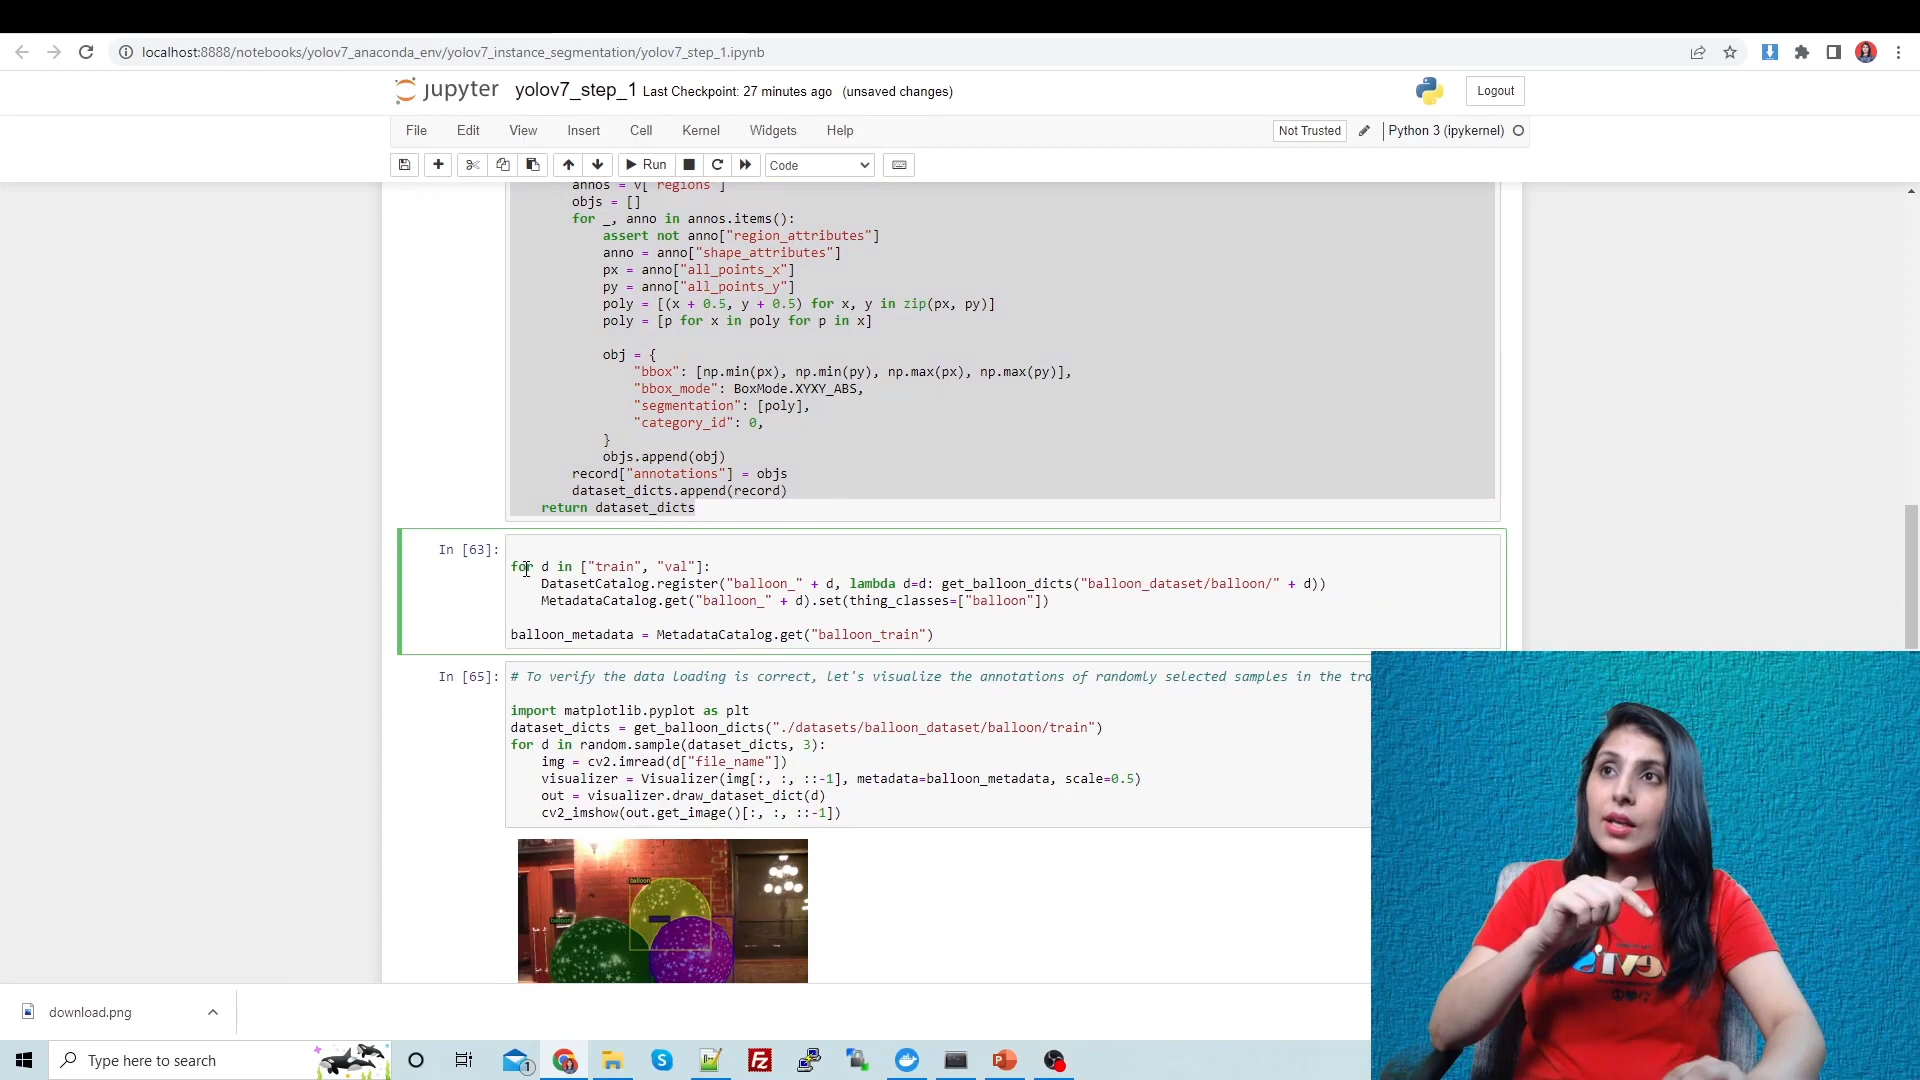 localhost:8888/notebooks/yolov7_anaconda_env/yolov7_instance_segmentation/yolov7_step_1.ipynb
jupyter yolov7_step_1 Last Checkpoint: 27 minutes ago (unsaved changes)
Logout
File Edit View Insert Cell Kernel Widgets Help
Not Trusted
Python 3 (ipykernel)
Run
Code
annos = v["regions"]
objs = []
for _, anno in annos.items():
assert not anno["region_attributes"]
anno = anno["shape_attributes"]
px = anno["all_points_x"]
py = anno["all_points_y"]
poly = [(x + 0.5, y + 0.5) for x, y in zip(px, py)]
poly = [p for x in poly for p in x]
obj = {
"bbox": [np.min(px), np.min(py), np.max(px), np.max(py)],
"bbox_mode": BoxMode.XYXY_ABS,
"segmentation": [poly],
"category_id": 0,
}
objs.append(obj)
record["annotations"] = objs
dataset_dicts.append(record)
return dataset_dicts
In [63]:
for d in ["train", "val"]:
DatasetCatalog.register("balloon_" + d, lambda d=d: get_balloon_dicts("balloon_dataset/balloon/" + d))
MetadataCatalog.get("balloon_" + d).set(thing_classes=["balloon"])
balloon_metadata = MetadataCatalog.get("balloon_train")
In [65]: # To verify the data loading is correct, let's visualize the annotations of randomly selected samples in the tra
import matplotlib.pyplot as plt
dataset_dicts = get_balloon_dicts("./datasets/balloon_dataset/balloon/train")
for d in random.sample(dataset_dicts, 3):
img = cv2.imread(d["file_name"])
visualizer = Visualizer(img[:, :, ::-1], metadata=balloon_metadata, scale=0.5)
out = visualizer.draw_dataset_dict(d)
cv2_imshow(out.get_image()[:, :, ::-1])
balloon
balloon
download.png
Type here to search
1